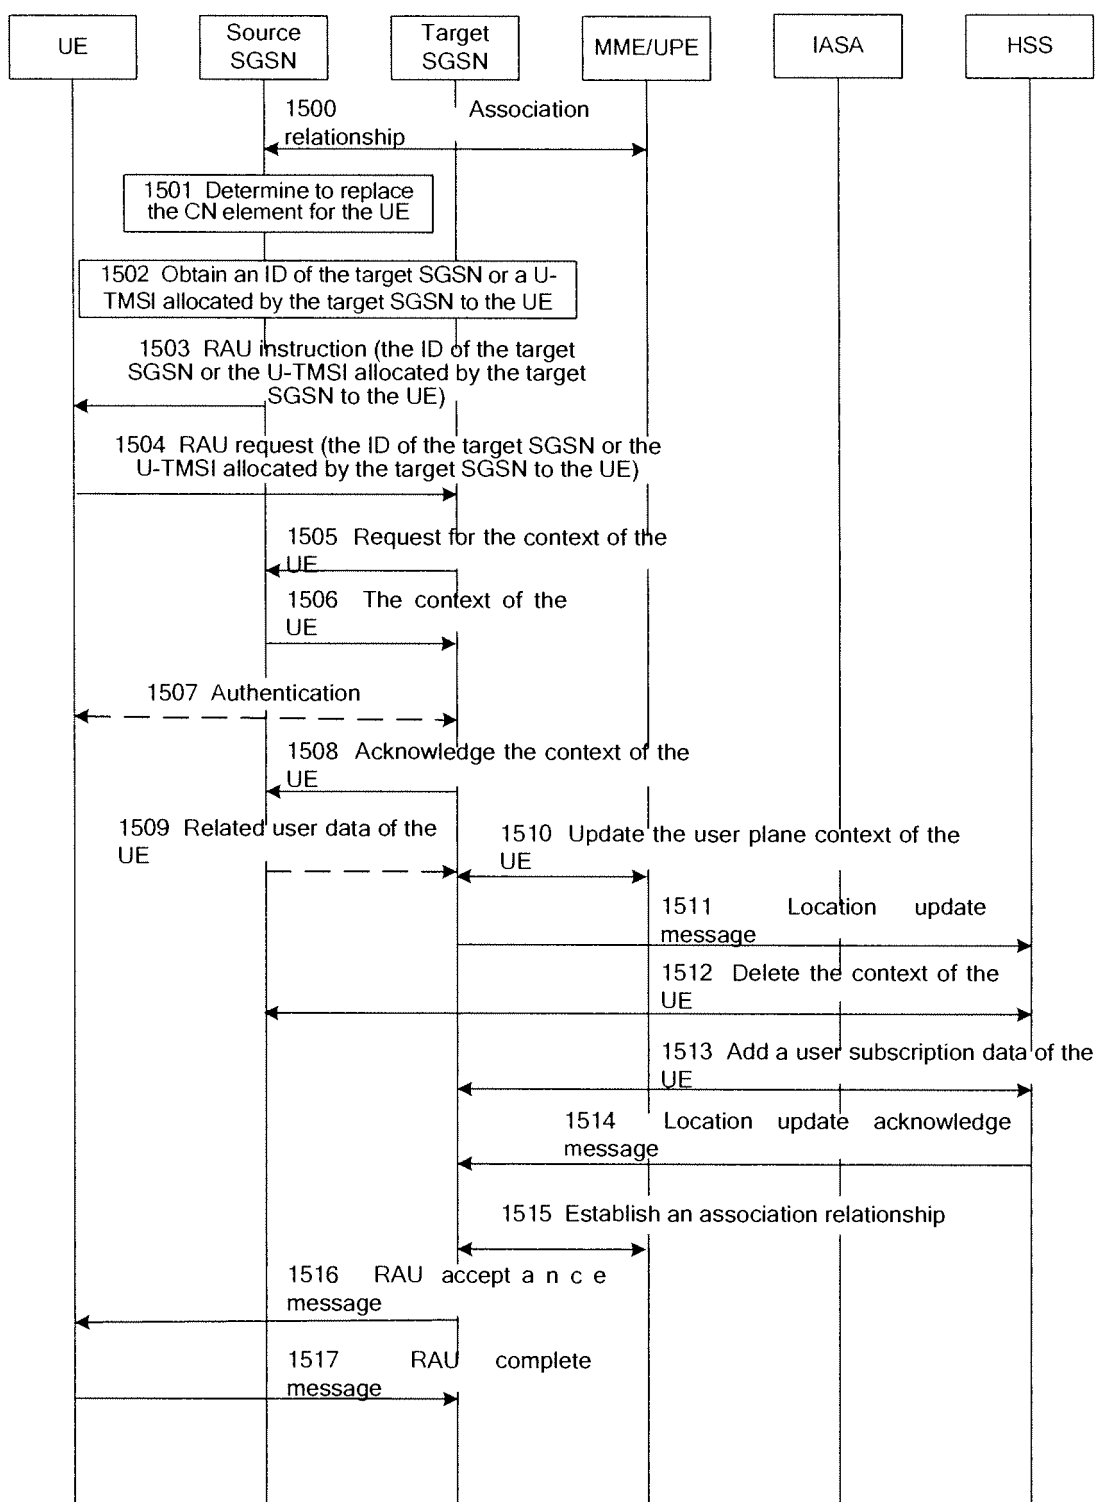 UE
Source
SGSN
Target
SGSN
MME/UPE
IASA
HSS
1500 Association
relationship
1501 Determine to replace
the CN element for the UE
1502 Obtain an ID of the target SGSN or a U-
TMSI allocated by the target SGSN to the UE
1503 RAU instruction (the ID of the target
SGSN or the U-TMSI allocated by the target
SGSN to the UE)
1504 RAU request (the ID of the target SGSN or the
U-TMSI allocated by the target SGSN to the UE)
1505 Request for the context of the
UE
1506 The context of the
UE
1507 Authentication
1508 Acknowledge the context of the
UE
1509 Related user data of the
UE
1510 Update the user plane context of the
UE
1511 Location update
message
1512 Delete the context of the
UE
1513 Add a user subscription data of the
UE
1514 Location update acknowledge
message
1515 Establish an association relationship
1516 RAU accept a n c e
message
1517 RAU complete
message